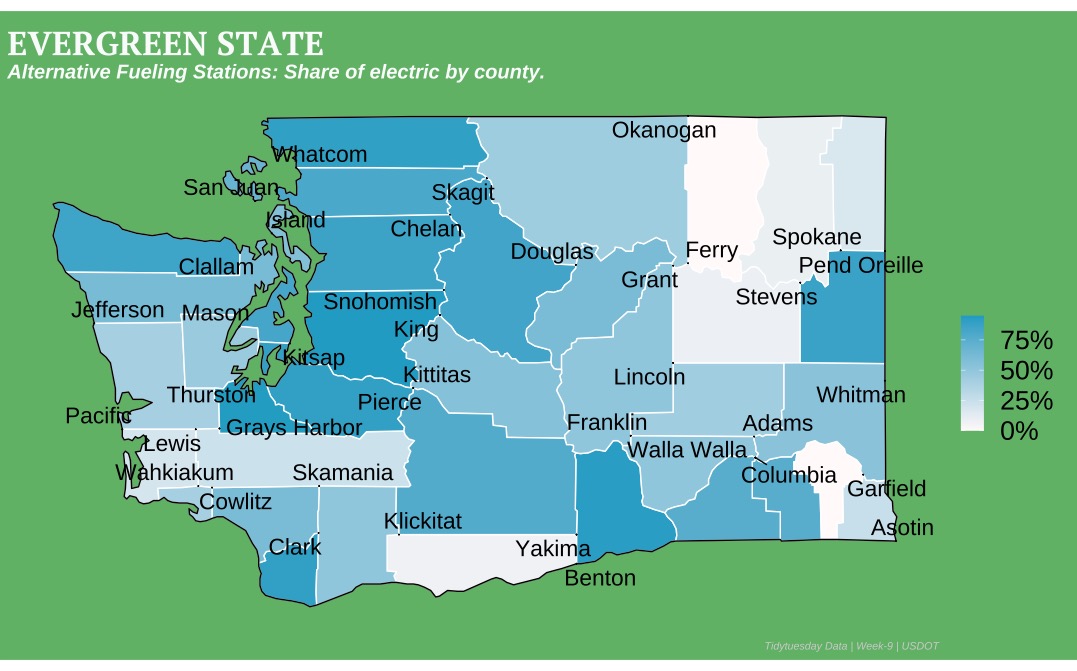 EVERGREEN STATE
Alternative Fueling Stations: Share of electric by county.
Okanogan
Whatcom
San Juan
Skagit
Island
Chelan
Spokane
Douglas
Ferry
Clallam
Pend Oreille
Grant
Stevens
Snohomish
Jefferson
Mason
King
75%
Kitsap
50%
Kittitas
Lincoln
Thurston
Whitman
25%
Pierce
Pacific
Franklin
Adams
Grays Harbor
0%
Lewis
Walla Walla
Wahkiakum
Skamania
Columbia
Garfield
Cowlitz
Klickitat
Asotin
Clark
Yakima
Benton
Tidytuesday Data | Week-9 | USDOT